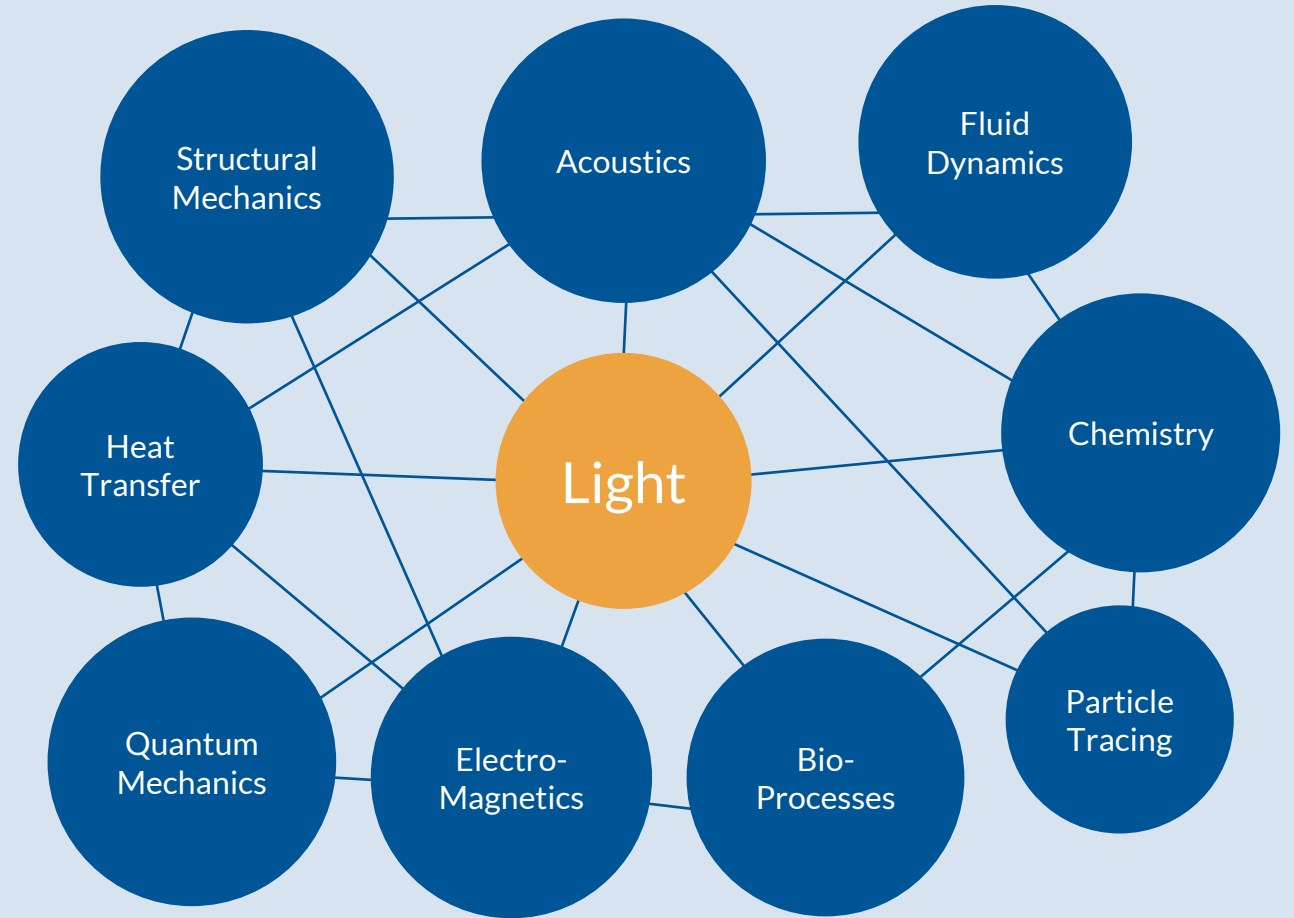 Structural
Mechanics
Acoustics
Fluid
Dynamics
Heat
Transfer
Light
Chemistry
Quantum
Mechanics
Electro-
Magnetics
Bio-
Processes
Particle
Tracing